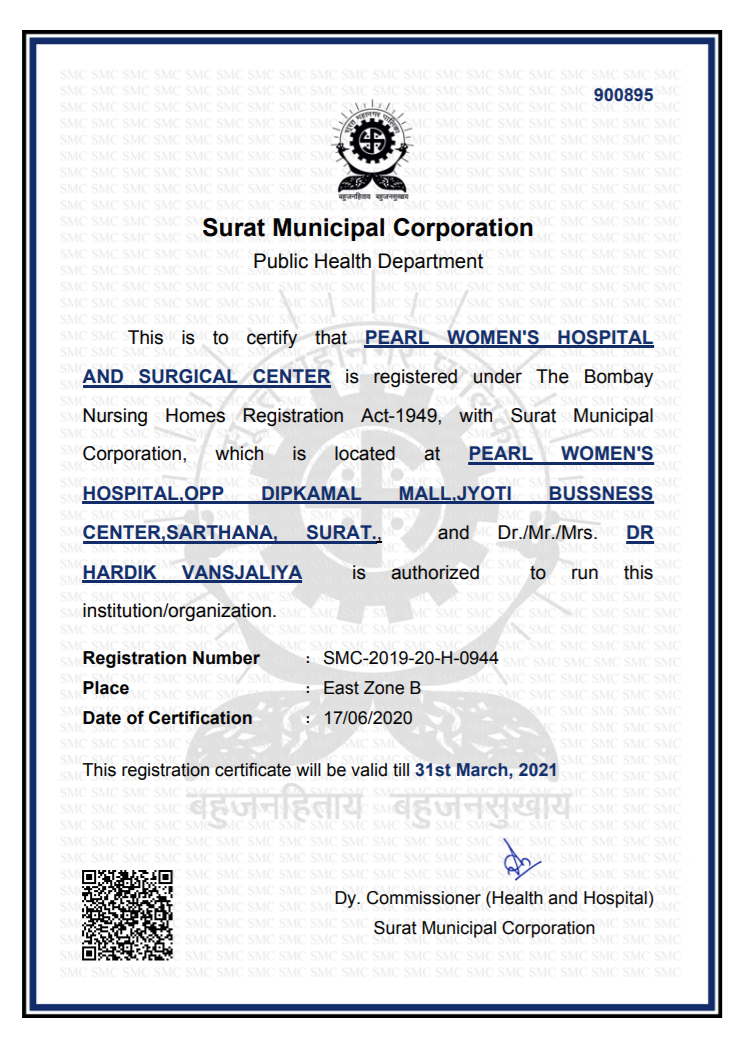 900895
सूरत महानगर पालिका
बहुजनहिताय बहुजनसुखाय
Surat Municipal Corporation
Public Health Department
This is to certify that PEARL WOMEN'S HOSPITAL
AND SURGICAL CENTER is registered under The Bombay
Nursing Homes Registration Act-1949, with Surat Municipal
Corporation, which is located at PEARL WOMEN'S
HOSPITAL,OPP DIPKAMAL MALL,JYOTI BUSSNESS
CENTER,SARTHANA, SURAT., and Dr./Mr./Mrs. DR
HARDIK VANSJALIYA is authorized to run this
institution/organization.
Registration Number : SMC-2019-20-H-0944
Place : East Zone B
Date of Certification : 17/06/2020
This registration certificate will be valid till 31st March, 2021
बहुजनहिताय बहुजनसुखाय
Dy. Commissioner (Health and Hospital)
Surat Municipal Corporation